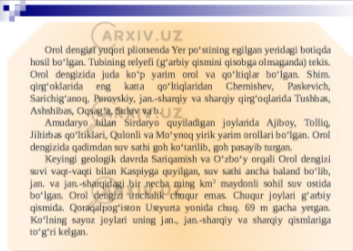 ARXIV.UZ
Orol dengizi yuqori pliotsenda Yer po‘stining egilgan yeridagi botiqda
hosil bo‘lgan. Tubining relyefi (g‘arbiy qismini qisobga olmaganda) tekis.
Orol dengizida juda ko‘p yarim orol va qo‘ltiqlar bo‘lgan. Shim.
qirg‘oklarida eng katta qo‘ltiqlaridan Chemishev, Paskevich,
Sarichig‘anoq, Perovskiy, jan.-sharqiy va sharqiy qirg‘oqlarida Tushbas,
Ashshibas, Oqsag‘a, Suluv va b.
Amudaryo bilan Sirdaryo quyiladigan joylarida Ajiboy, Tolliq,
Jiltirbas qo‘ltiklari, Qulonli va Mo‘ynoq yirik yarim orollari bo‘lgan. Orol
dengizida qadimdan suv sathi goh ko‘tarilib, goh pasayib turgan.
Keyingi geologik davrda Sariqamish va O‘zbo‘y orqali Orol dengizi
suvi vaqt-vaqti bilan Kaspiyga quyilgan, suv sathi ancha baland bo‘lib,
jan. va jan.-sharqidagi bir necha ming km² maydonli sohil suv ostida
bo‘lgan. Orol dengizi unchalik chuqur emas. Chuqur joylari g‘arbiy
qismida. Qoraqalpog‘iston Ustyurta yonida chuq. 69 m gacha yetgan.
Ko‘lning sayoz joylari uning jan., jan.-sharqiy va sharqiy qismlariga
to‘g‘ri kelgan.